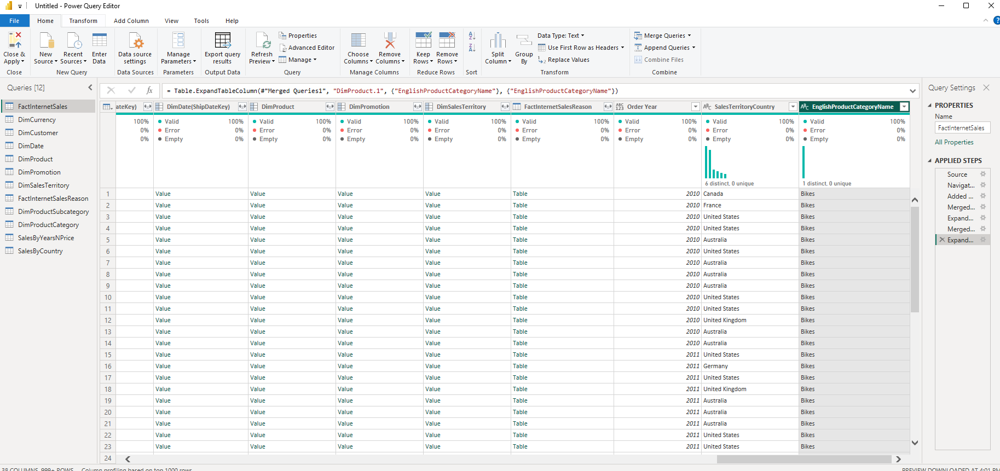 Untitled - Power Query Editor
File Home Transform Add Column View Tools Help
Close & Apply
New Source
Recent Sources
Enter Data
Data source settings
Manage Parameters
Export query results
Refresh Preview
Properties
Advanced Editor
Manage
Choose Columns
Remove Columns
Keep Rows
Remove Rows
A Z
Z A
Split Column
Group By
Data Type: Text
Use First Row as Headers
1 2 Replace Values
Merge Queries
Append Queries
Combine Files
Close New Query Data Sources Parameters Output Data Query Manage Columns Reduce Rows Sort Transform Combine
Queries [12]
FactInternetSales
DimCurrency
DimCustomer
DimDate
DimProduct
DimPromotion
DimSalesTerritory
FactInternetSalesReason
DimProductSubcategory
DimProductCategory
SalesByYearsNPrice
SalesByCountry
fx = Table.ExpandTableColumn(#"Merged Queries1", "DimProduct.1", {"EnglishProductCategoryName"}, {"EnglishProductCategoryName"})
ateKey) DimDate(ShipDateKey) DimProduct DimPromotion DimSalesTerritory FactInternetSalesReason ABC 123 Order Year ABC SalesTerritoryCountry ABC EnglishProductCategoryName
100% Valid 100% Valid 100% Valid 100% Valid 100% Valid 100% Valid 100% Valid 100% Valid 100%
0% Error 0% Error 0% Error 0% Error 0% Error 0% Error 0% Error 0% Error 0%
0% Empty 0% Empty 0% Empty 0% Empty 0% Empty 0% Empty 0% Empty 0% Empty 0%
6 distinct, 0 unique 1 distinct, 0 unique
1 Value Value Value Value Table 2010 Canada Bikes
2 Value Value Value Value Table 2010 France Bikes
3 Value Value Value Value Table 2010 United States Bikes
4 Value Value Value Value Table 2010 United States Bikes
5 Value Value Value Value Table 2010 Australia Bikes
6 Value Value Value Value Table 2010 United States Bikes
7 Value Value Value Value Table 2010 Australia Bikes
8 Value Value Value Value Table 2010 Australia Bikes
9 Value Value Value Value Table 2010 Australia Bikes
10 Value Value Value Value Table 2010 United States Bikes
11 Value Value Value Value Table 2010 United States Bikes
12 Value Value Value Value Table 2010 United Kingdom Bikes
13 Value Value Value Value Table 2010 Australia Bikes
14 Value Value Value Value Table 2010 Australia Bikes
15 Value Value Value Value Table 2011 United States Bikes
16 Value Value Value Value Table 2011 Germany Bikes
17 Value Value Value Value Table 2011 United States Bikes
18 Value Value Value Value Table 2011 United Kingdom Bikes
19 Value Value Value Value Table 2011 Australia Bikes
20 Value Value Value Value Table 2011 Australia Bikes
21 Value Value Value Value Table 2011 Australia Bikes
22 Value Value Value Value Table 2011 United States Bikes
23 Value Value Value Value Table 2011 United States Bikes
24
Query Settings
PROPERTIES
Name
FactInternetSales
All Properties
APPLIED STEPS
Source
Navigat...
Added ...
Merged...
Expand...
Merged...
Expand...
38 COLUMNS, 999+ ROWS Column profiling based on top 1000 rows PREVIEW DOWNLOADED AT 4:01 PM